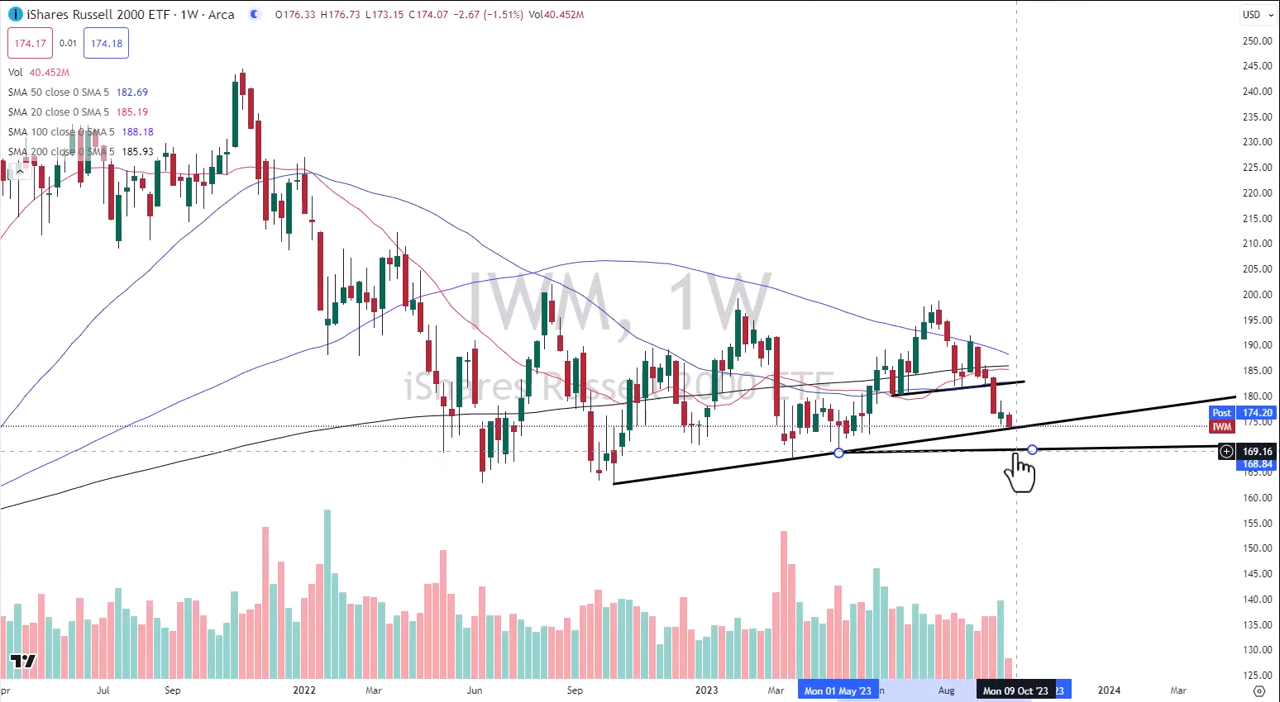 iShares Russell 2000 ETF · 1W · Arca O176.33 H176.73 L173.15 C174.07 −2.67 (−1.51%) Vol40.452M
USD
174.17 0.01 174.18
Vol 40.452M
SMA 50 close 0 SMA 5 182.69
SMA 20 close 0 SMA 5 185.19
SMA 100 close 0 SMA 5 188.18
SMA 200 close 0 SMA 5 185.93
IWM, 1W
iShares Russell 2000 ETF
250.00
245.00
240.00
235.00
230.00
225.00
220.00
215.00
210.00
205.00
200.00
195.00
190.00
185.00
180.00
Post 174.20
175.00
IWM
169.16
168.84
165.00
160.00
155.00
150.00
145.00
140.00
135.00
130.00
125.00
pr Jul Sep 2022 Mar Jun Sep 2023 Mar Mon 01 May '23 n Aug Mon 09 Oct '23 23 2024 Mar